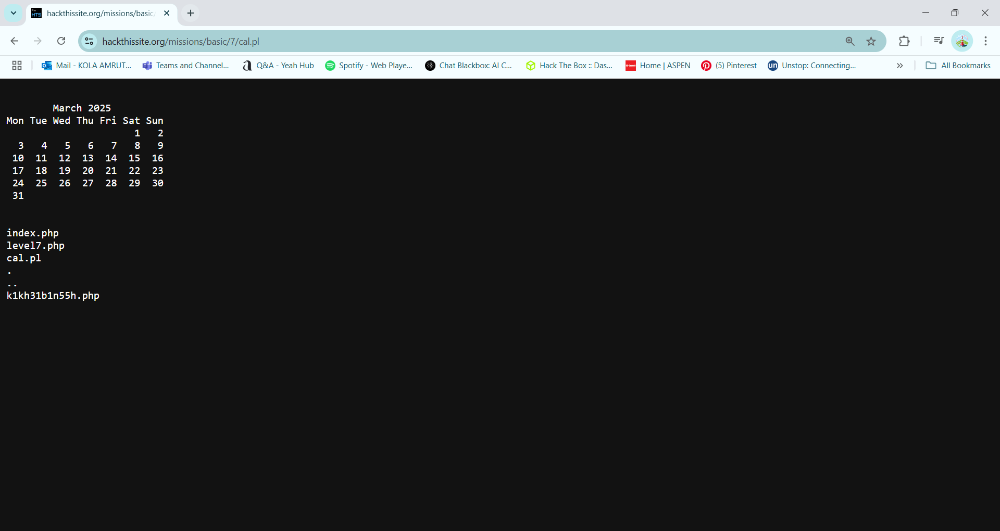 HTS
hackthissite.org/missions/basic/
hackthissite.org/missions/basic/7/cal.pl
Mail - KOLA AMRUT...
Teams and Channel...
Q&A - Yeah Hub
Spotify - Web Playe...
Chat Blackbox: AI C...
Hack The Box :: Das...
Home | ASPEN
(5) Pinterest
un
Unstop: Connecting...
All Bookmarks
March 2025
Mon Tue Wed Thu Fri Sat Sun
1 2
3 4 5 6 7 8 9
10 11 12 13 14 15 16
17 18 19 20 21 22 23
24 25 26 27 28 29 30
31
index.php
level7.php
cal.pl
.
..
k1kh31b1n55h.php